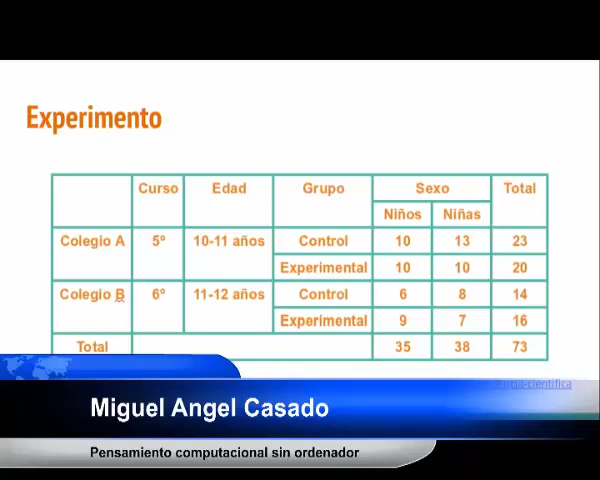 Experimento
Curso Edad Grupo Sexo Total
Niños Niñas
Colegio A 5º 10-11 años Control 10 13 23
Experimental 10 10 20
Colegio B 6º 11-12 años Control 6 8 14
Experimental 9 7 16
Total 35 38 73
Miguel Angel Casado
Pensamiento computacional sin ordenador